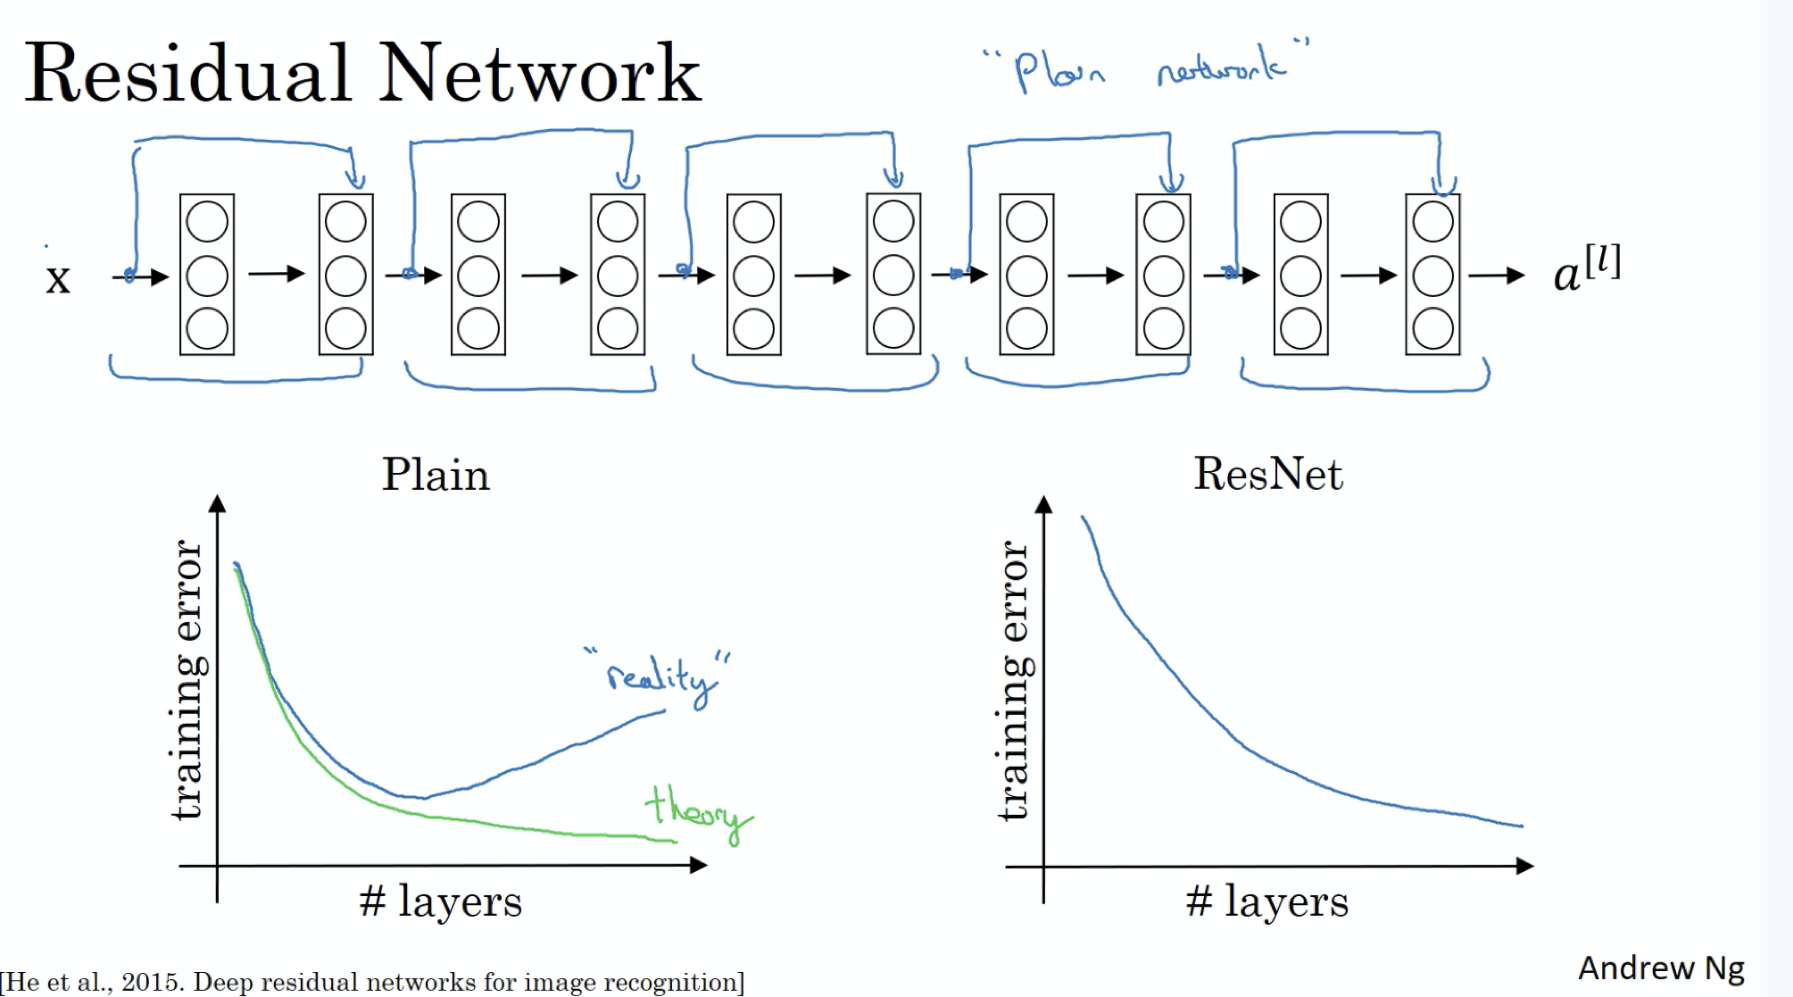 Residual Network
"Plain network"
x
a[l]
Plain
ResNet
training error
"reality"
theory
# layers
training error
# layers
Andrew Ng
[He et al., 2015. Deep residual networks for image recognition]